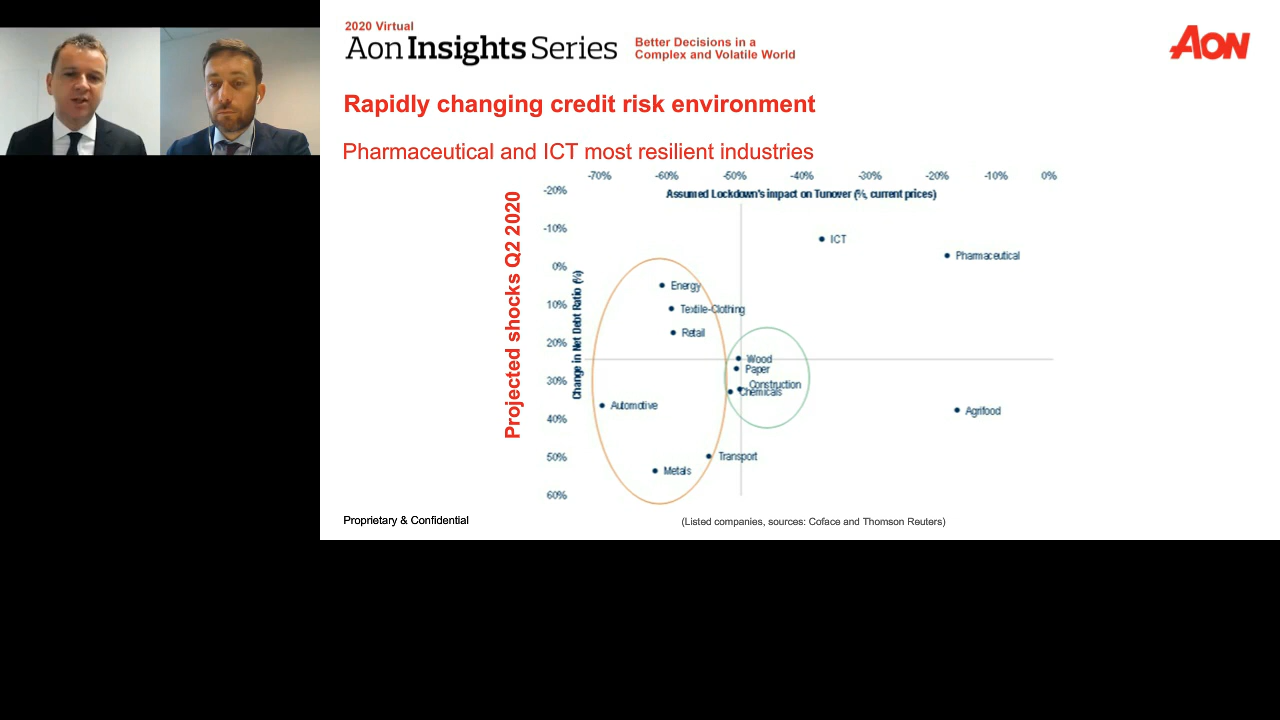 2020 Virtual
Aon Insights Series
Better Decisions in a
Complex and Volatile World
AON
Rapidly changing credit risk environment
Pharmaceutical and ICT most resilient industries
Projected shocks Q2 2020
-70% -60% -50% -40% -30% -20% -10% 0%
Assumed Lockdown's impact on Tunover (%, current prices)
Change in Net Debt Ratio (%)
-20%
-10%
0%
10%
20%
30%
40%
50%
60%
ICT
Pharmaceutical
Energy
Textile-Clothing
Retail
Wood
Paper
Construction
Chemicals
Automotive
Agrifood
Transport
Metals
Proprietary & Confidential
(Listed companies, sources: Coface and Thomson Reuters)